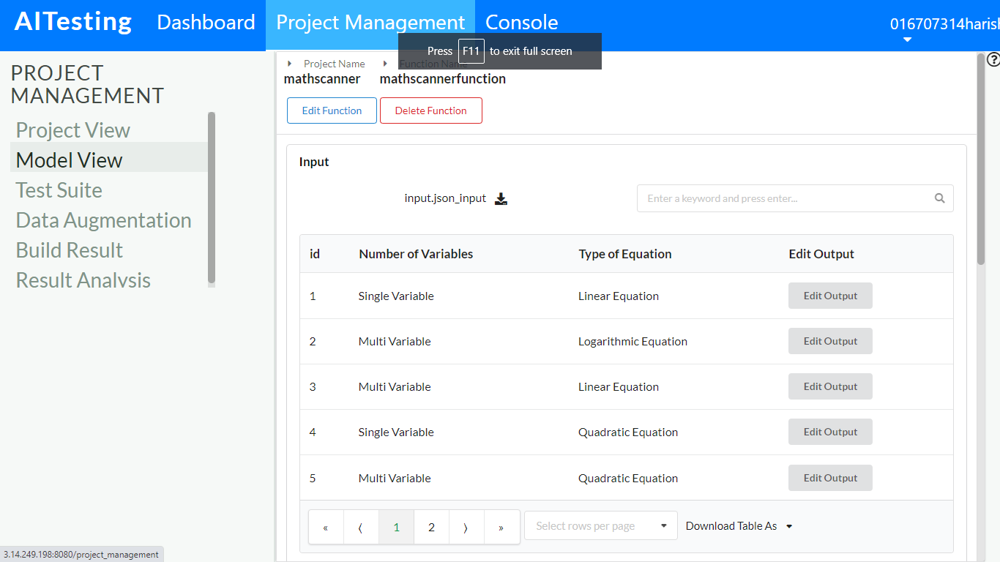 AITesting Dashboard Project Management Console 016707314haris
Press F11 to exit full screen
PROJECT
MANAGEMENT
Project View
Model View
Test Suite
Data Augmentation
Build Result
Result Analysis
Project Name Function Name
mathscanner mathscannerfunction
Edit Function Delete Function
Input
input.json_input Enter a keyword and press enter...
id Number of Variables Type of Equation Edit Output
1 Single Variable Linear Equation Edit Output
2 Multi Variable Logarithmic Equation Edit Output
3 Multi Variable Linear Equation Edit Output
4 Single Variable Quadratic Equation Edit Output
5 Multi Variable Quadratic Equation Edit Output
« ⟨ 1 2 ⟩ » Select rows per page Download Table As
3.14.249.198:8080/project_management